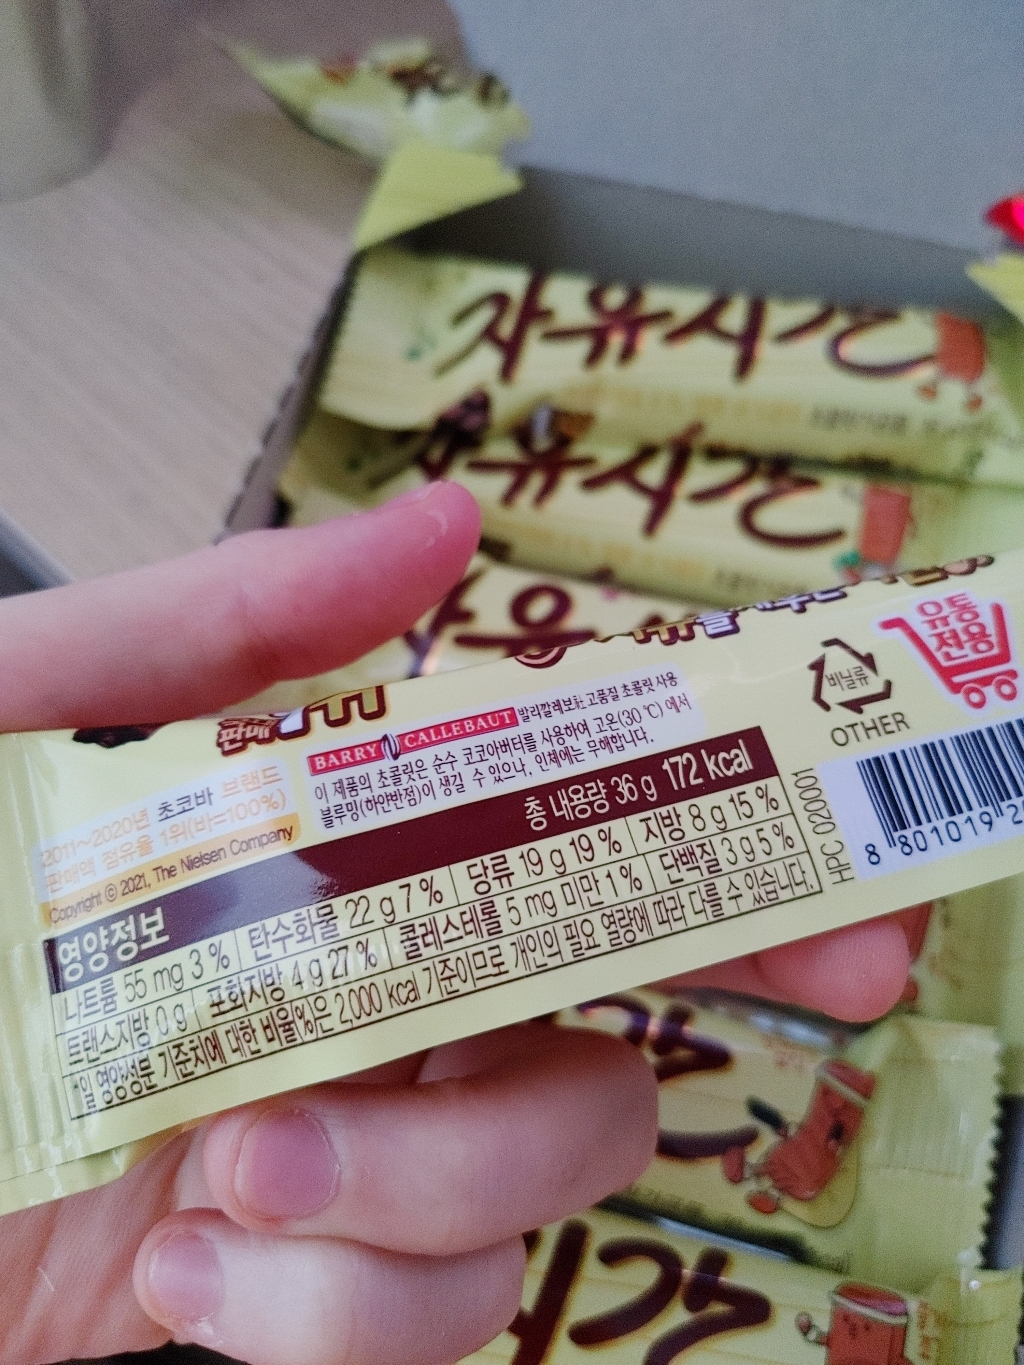 자유시간
자유시간
자유
유통
전용
비닐류
OTHER
판매
BARRY CALLEBAUT 발리깔레보社 고품질 초콜릿 사용
이 제품의 초콜릿은 순수 코코아버터를 사용하여 고온(30 ℃) 에서
블루밍(하얀반점)이 생길 수 있으나, 인체에는 무해합니다.
2011~2020년 초코바 브랜드
판매액 점유율 1위(바=100%)
Copyright ⓒ 2021, The Nielsen Company
영양정보
총 내용량 36 g 172 kcal
나트륨 55 mg 3 % 탄수화물 22 g 7 % 당류 19 g 19 % 지방 8 g 15 %
트랜스지방 0 g 포화지방 4 g 27 % 콜레스테롤 5 mg 미만 1 % 단백질 3 g 5 %
1일 영양성분 기준치에 대한 비율(%)은 2,000 kcal 기준이므로 개인의 필요 열량에 따라 다를 수 있습니다.
HPC 020001
8 801019 2